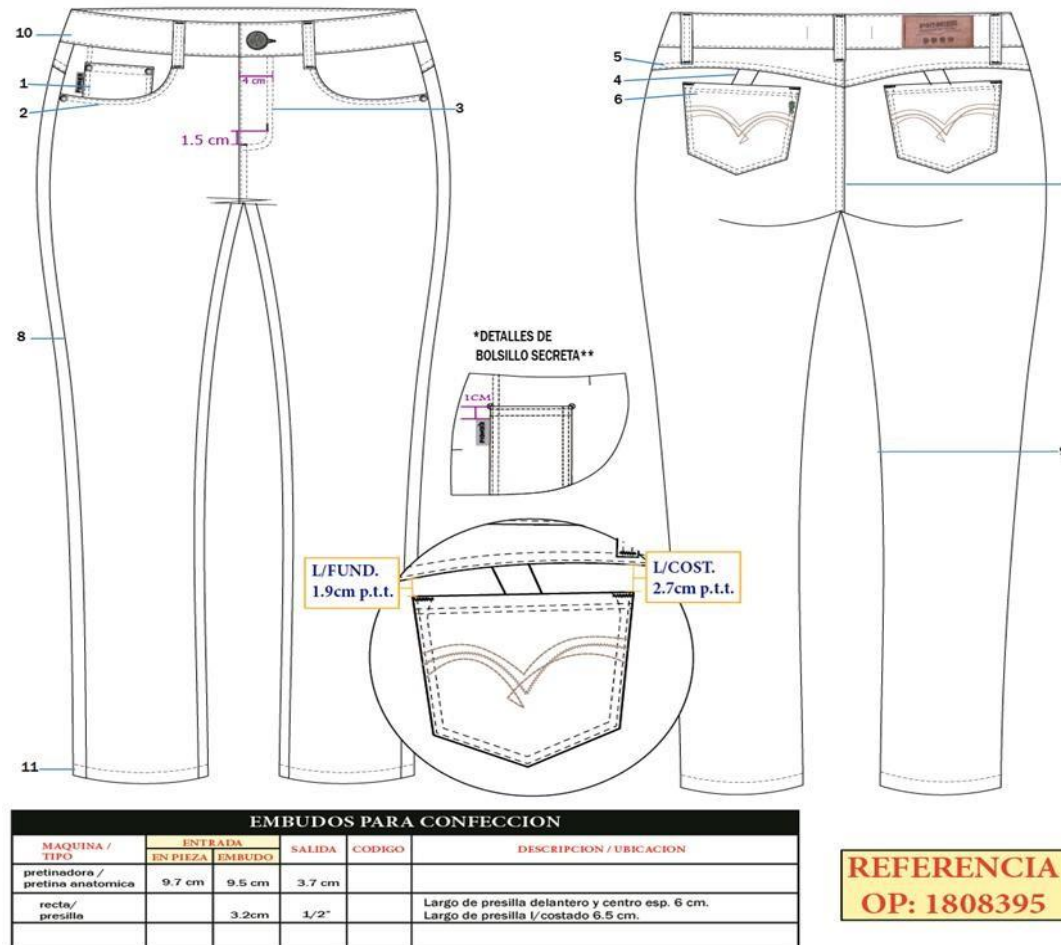 10
1
2
4 cm
3
1.5 cm
5
4
6
8
*DETALLES DE
BOLSILLO SECRETA**
1CM
L/FUND.
1.9cm p.t.t.
L/COST.
2.7cm p.t.t.
11
EMBUDOS PARA CONFECCION
MAQUINA / TIPO
ENTRADA
EN PIEZA EMBUDO
SALIDA
CODIGO
DESCRIPCION / UBICACION
pretinadora /
pretina anatomica
9.7 cm 9.5 cm 3.7 cm
recta/
presilla
3.2cm 1/2"
Largo de presilla delantero y centro esp. 6 cm.
Largo de presilla l/costado 6.5 cm.
REFERENCIA
OP: 1808395